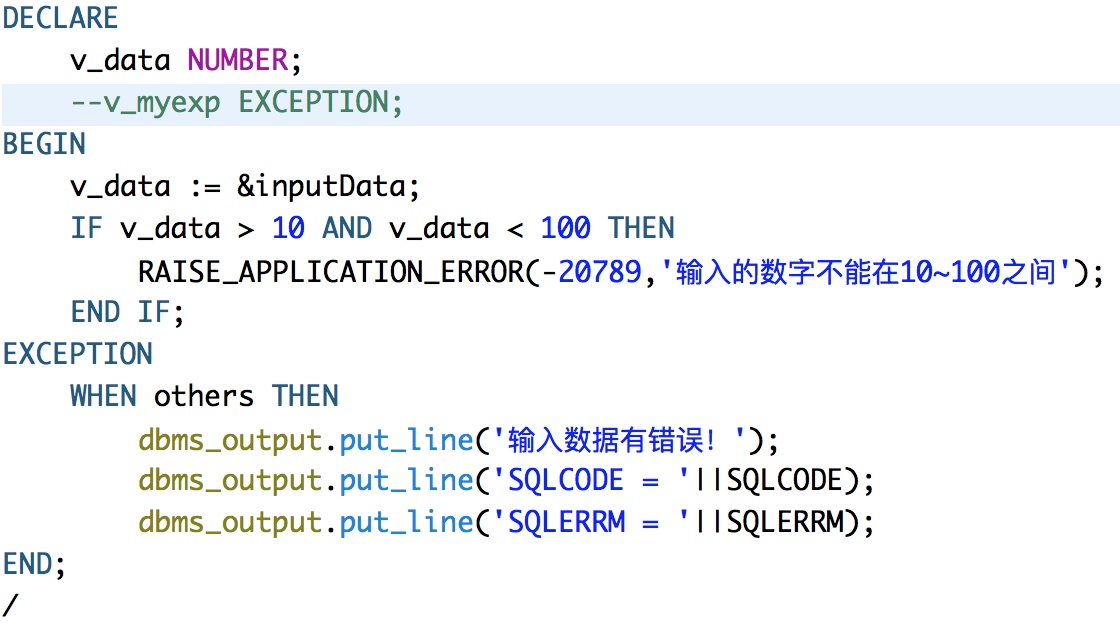 DECLARE
    v_data NUMBER;
    --v_myexp EXCEPTION;
BEGIN
    v_data := &inputData;
    IF v_data > 10 AND v_data < 100 THEN
        RAISE_APPLICATION_ERROR(-20789,'输入的数字不能在10~100之间');
    END IF;
EXCEPTION
    WHEN others THEN
        dbms_output.put_line('输入数据有错误！');
        dbms_output.put_line('SQLCODE = '||SQLCODE);
        dbms_output.put_line('SQLERRM = '||SQLERRM);
END;
/